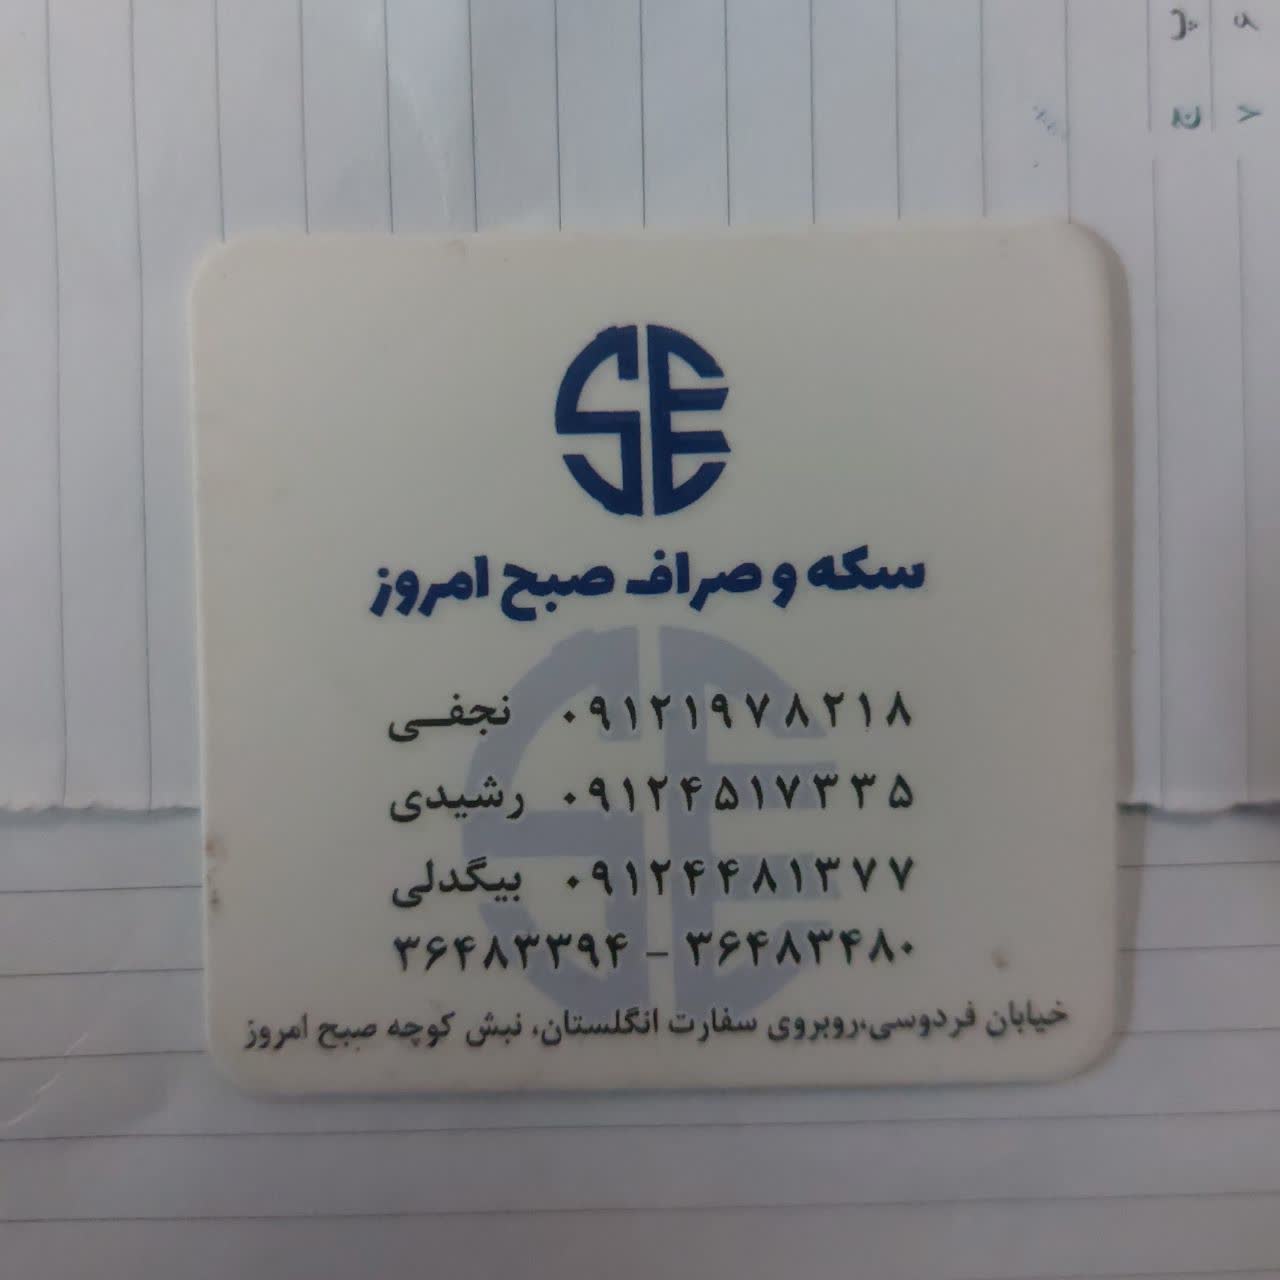 SE
سکه و صراف صبح امروز
۰۹۱۲۱۹۷۸۲۱۸ نجفی
۰۹۱۲۴۵۱۷۳۳۵ رشیدی
۰۹۱۲۴۴۸۱۳۷۷ بیگدلی
۳۶۴۸۳۳۹۴ - ۳۶۴۸۳۴۸۰
خیابان فردوسی،روبروی سفارت انگلستان، نبش کوچه صبح امروز